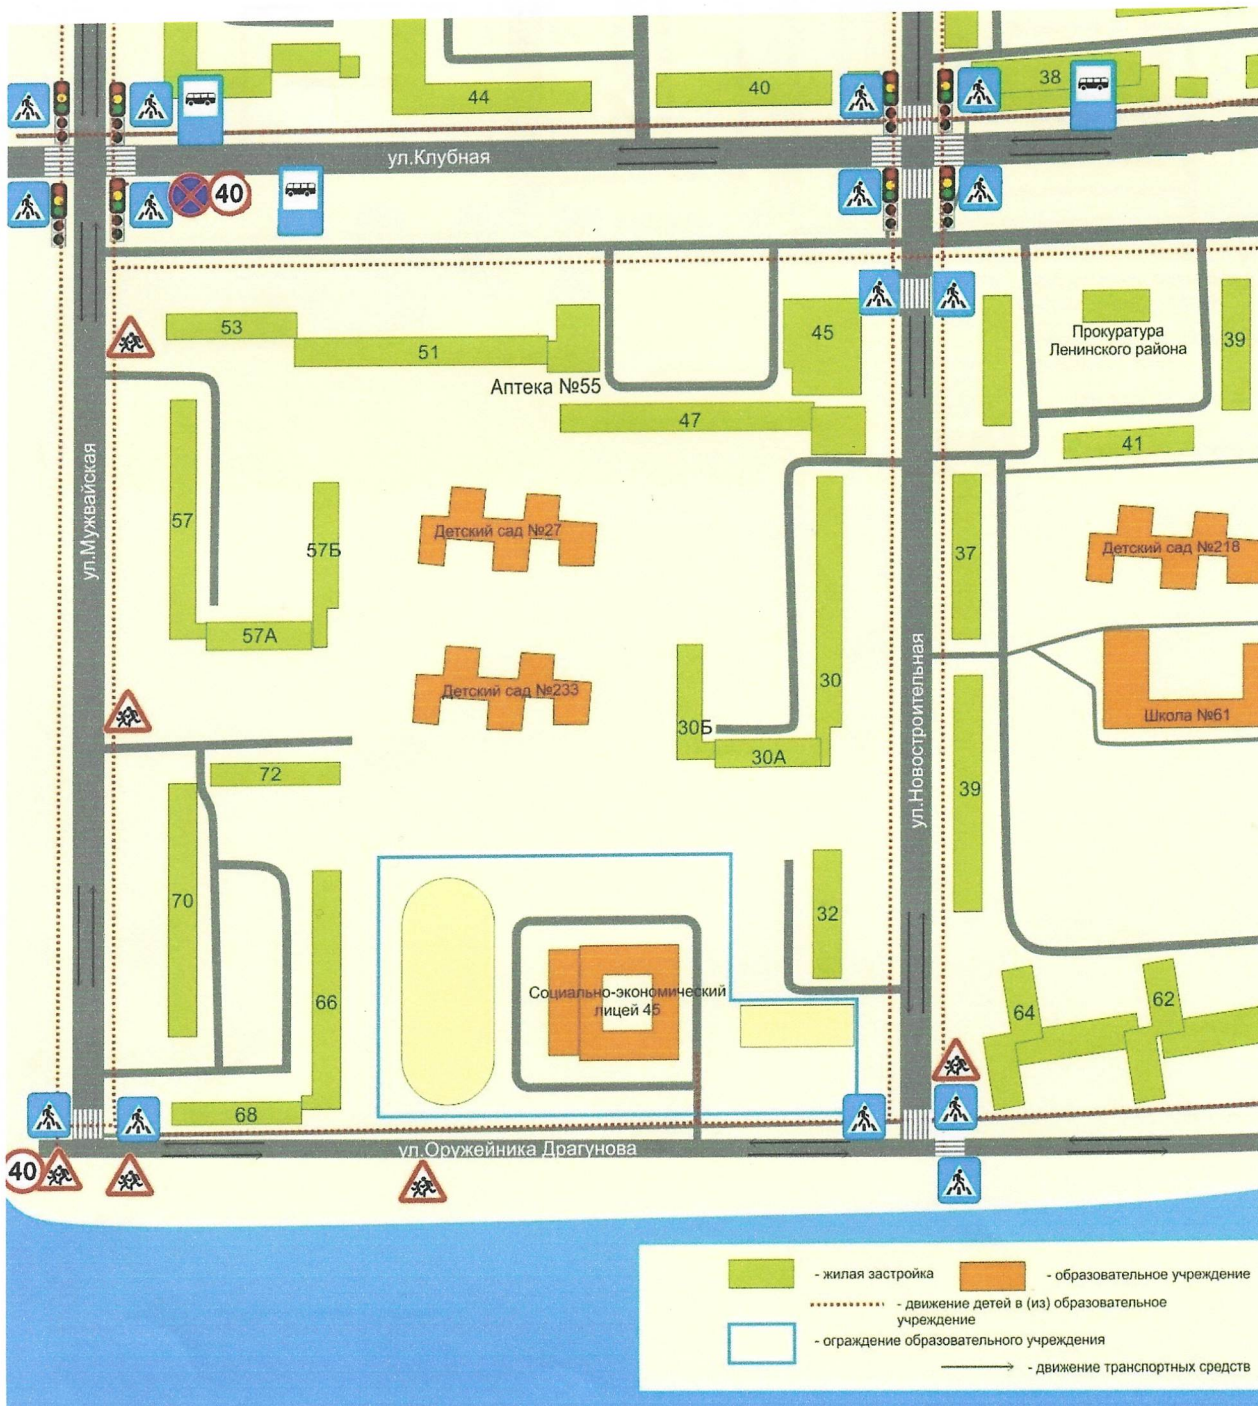 44
40
38
ул.Клубная
40
53
51
45
Прокуратура
Ленинского района
39
Аптека №55
47
41
ул.Мужвайская
57
57Б
Детский сад №27
37
Детский сад №218
57А
ул.Новостроительная
Детский сад №233
30
30Б
30А
Школа №61
72
39
70
32
66
Социально-экономический
лицей 45
64
62
68
ул.Оружейника Драгунова
40
- жилая застройка
- образовательное учреждение
- движение детей в (из) образовательное
учреждение
- ограждение образовательного учреждения
- движение транспортных средств